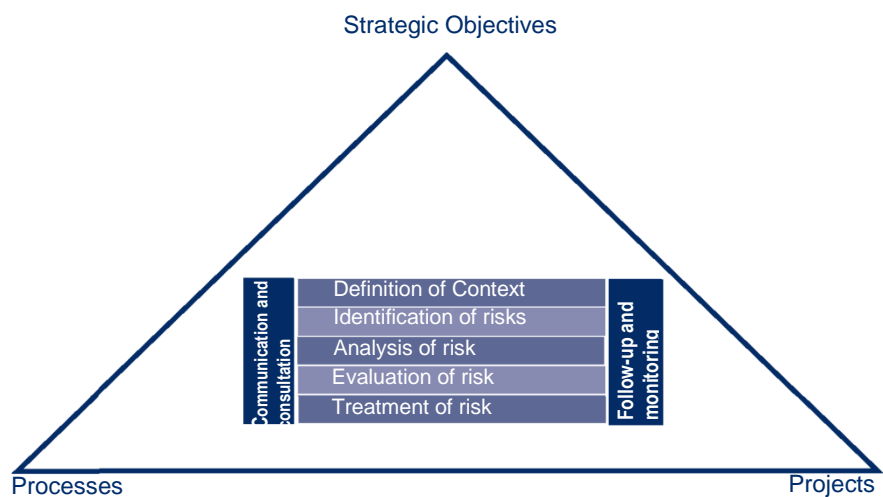 Strategic Objectives
Communication and
consultation
Definition of Context
Identification of risks
Analysis of risk
Evaluation of risk
Treatment of risk
Follow-up and
monitoring
Processes
Projects